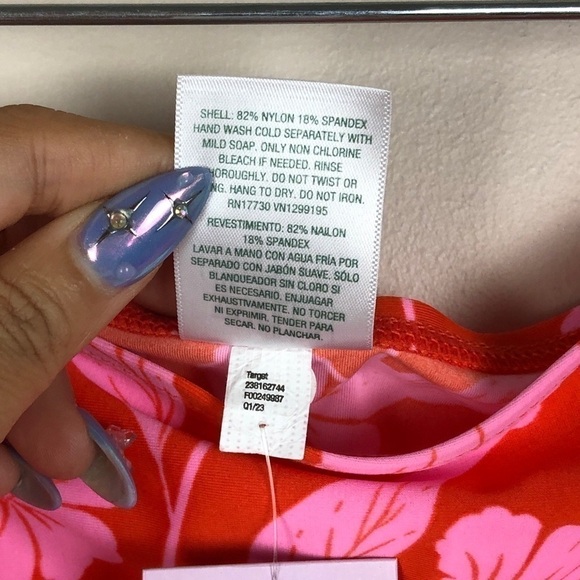 SHELL: 82% NYLON 18% SPANDEX
HAND WASH COLD SEPARATELY WITH
MILD SOAP. ONLY NON CHLORINE
BLEACH IF NEEDED. RINSE
HOROUGHLY. DO NOT TWIST OR
NG. HANG TO DRY. DO NOT IRON.
RN17730 VN1299195
REVESTIMIENTO: 82% NAILON
18% SPANDEX
LAVAR A MANO CON AGUA FRÍA POR
SEPARADO CON JABÓN SUAVE. SÓLO
BLANQUEADOR SIN CLORO SI
ES NECESARIO. ENJUAGAR
EXHAUSTIVAMENTE. NO TORCER
NI EXPRIMIR. TENDER PARA
SECAR. NO PLANCHAR.
Target
238162744
F00249987
Q1/23